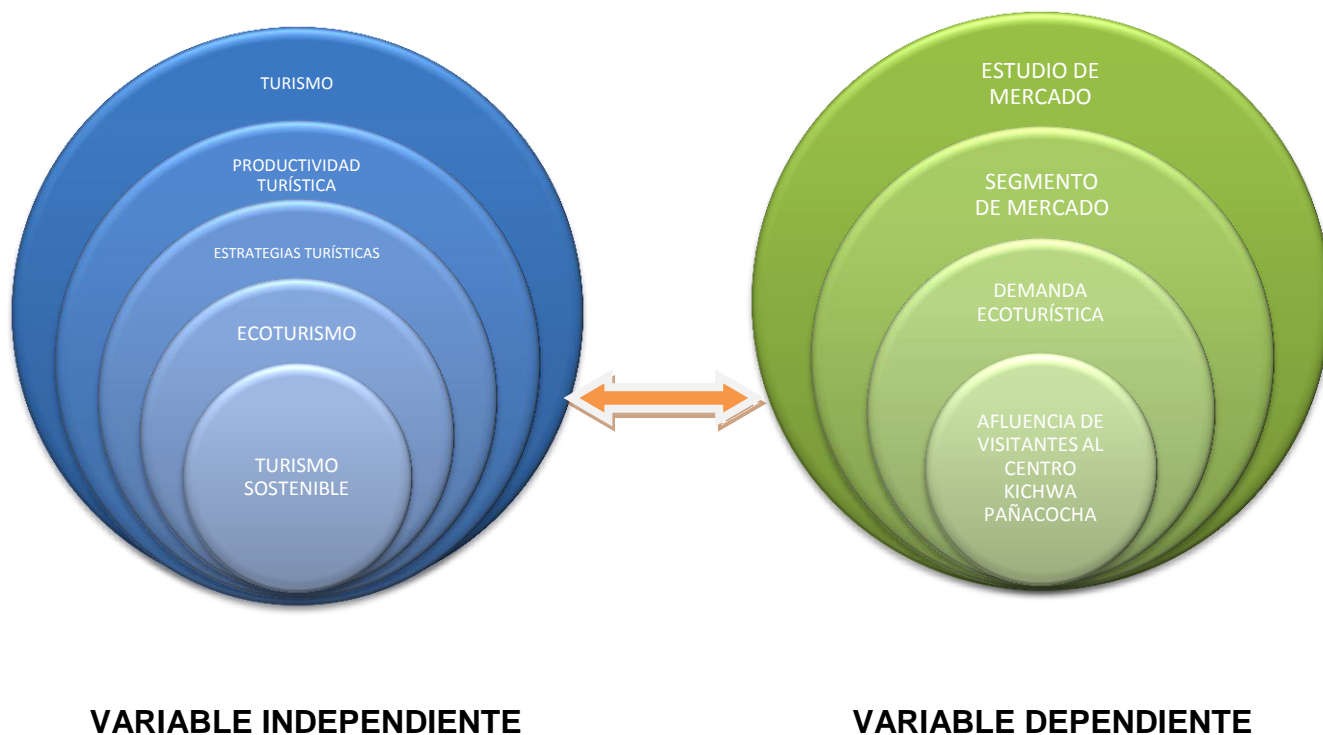 TURISMO
PRODUCTIVIDAD
TURÍSTICA
ESTRATEGIAS TURÍSTICAS
ECOTURISMO
TURISMO
SOSTENIBLE
ESTUDIO DE
MERCADO
SEGMENTO
DE MERCADO
DEMANDA
ECOTURÍSTICA
AFLUENCIA DE
VISITANTES AL
CENTRO
KICHWA
PAÑACOCHA
VARIABLE INDEPENDIENTE
VARIABLE DEPENDIENTE